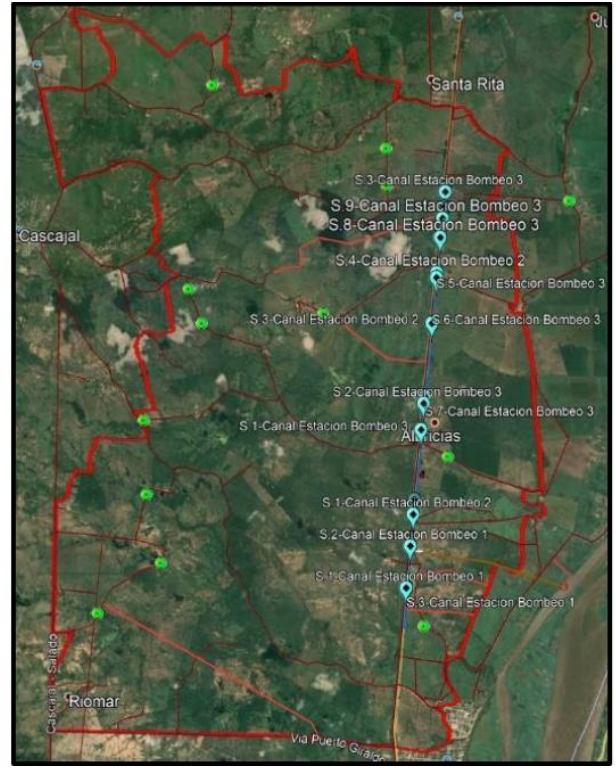 Ju
Santa Rita
S.3-Canal Estacion Bombeo 3
S.9-Canal Estacion Bombeo 3
S.8-Canal Estacion Bombeo 3
Cascajal
S.4-Canal Estacion Bombeo 2
S.5-Canal Estacion Bombeo 3
S.3-Canal Estacion Bombeo 2
S.6-Canal Estacion Bombeo 3
S.2-Canal Estacion Bombeo 3
S.7-Canal Estacion Bombeo 3
S.1-Canal Estacion Bombeo 3
S.1-Canal Estacion Bombeo 2
S.2-Canal Estacion Bombeo 1
S.1-Canal Estacion Bombeo 1
S.3-Canal Estacion Bombeo 1
Riomar
Via Puerto Giraldo